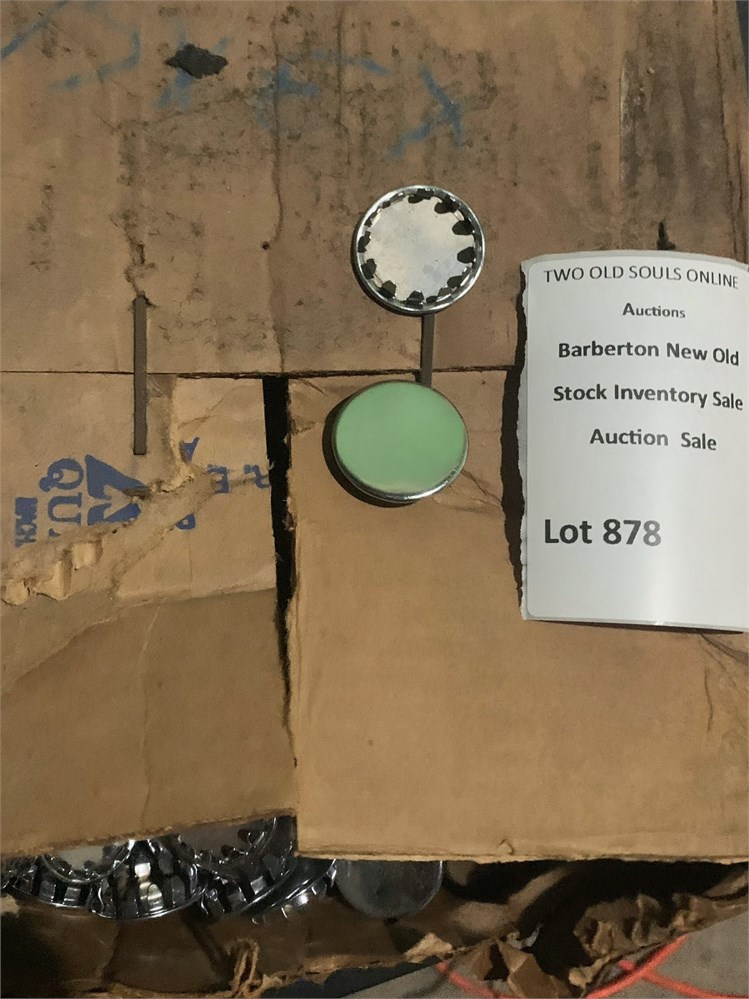 TWO OLD SOULS ONLINE
Auctions
Barberton New Old
Stock Inventory Sale
Auction Sale
Lot 878